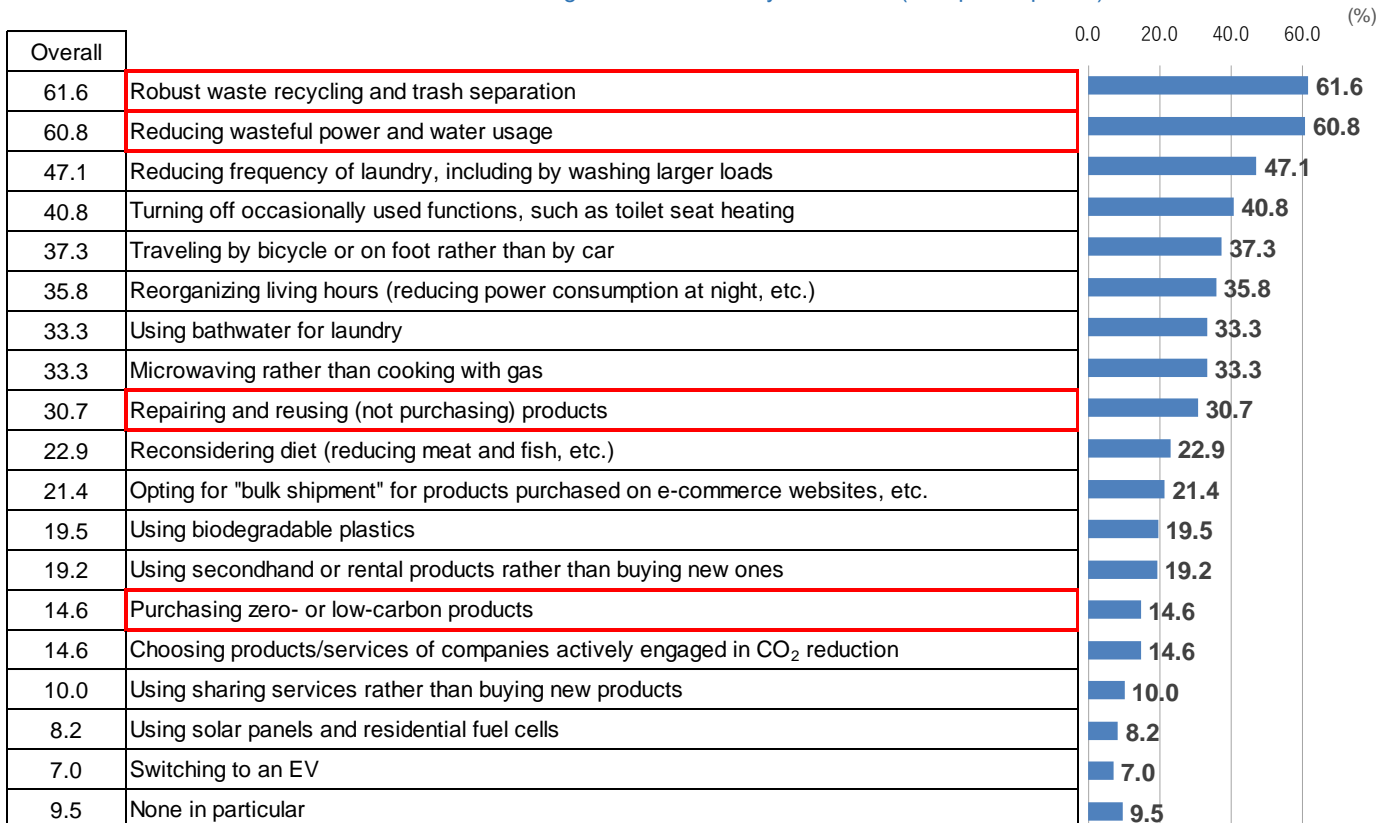 (%)
0.0 20.0 40.0 60.0
Overall
61.6 Robust waste recycling and trash separation 61.6
60.8 Reducing wasteful power and water usage 60.8
47.1 Reducing frequency of laundry, including by washing larger loads 47.1
40.8 Turning off occasionally used functions, such as toilet seat heating 40.8
37.3 Traveling by bicycle or on foot rather than by car 37.3
35.8 Reorganizing living hours (reducing power consumption at night, etc.) 35.8
33.3 Using bathwater for laundry 33.3
33.3 Microwaving rather than cooking with gas 33.3
30.7 Repairing and reusing (not purchasing) products 30.7
22.9 Reconsidering diet (reducing meat and fish, etc.) 22.9
21.4 Opting for "bulk shipment" for products purchased on e-commerce websites, etc. 21.4
19.5 Using biodegradable plastics 19.5
19.2 Using secondhand or rental products rather than buying new ones 19.2
14.6 Purchasing zero- or low-carbon products 14.6
14.6 Choosing products/services of companies actively engaged in CO₂ reduction 14.6
10.0 Using sharing services rather than buying new products 10.0
8.2 Using solar panels and residential fuel cells 8.2
7.0 Switching to an EV 7.0
9.5 None in particular 9.5